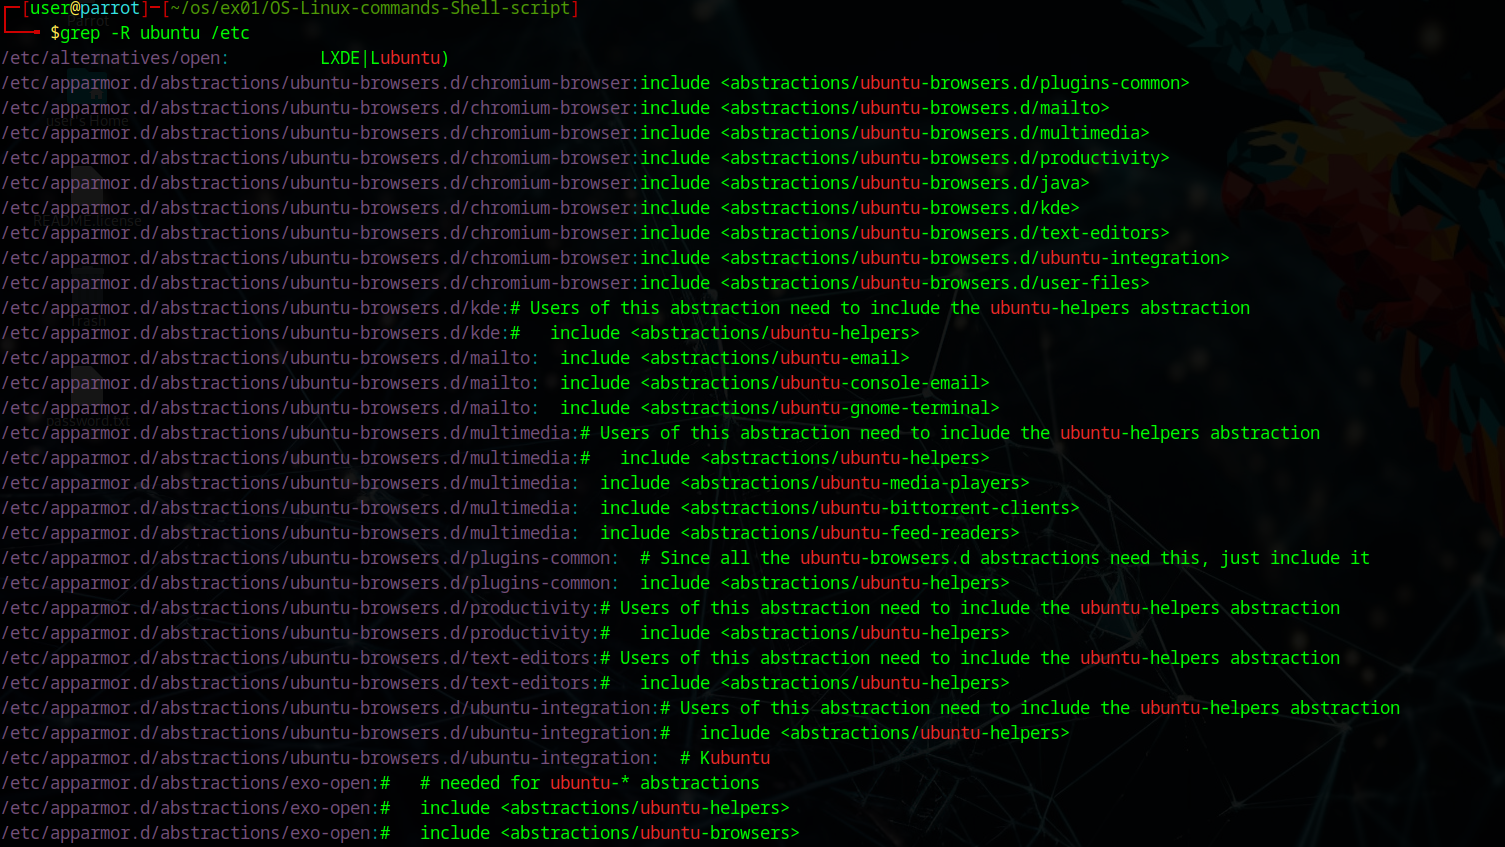 [user@parrot]-[~/os/ex01/OS-Linux-commands-Shell-script]
$grep -R ubuntu /etc
/etc/alternatives/open:         LXDE|Lubuntu)
/etc/apparmor.d/abstractions/ubuntu-browsers.d/chromium-browser:include <abstractions/ubuntu-browsers.d/plugins-common>
/etc/apparmor.d/abstractions/ubuntu-browsers.d/chromium-browser:include <abstractions/ubuntu-browsers.d/mailto>
/etc/apparmor.d/abstractions/ubuntu-browsers.d/chromium-browser:include <abstractions/ubuntu-browsers.d/multimedia>
/etc/apparmor.d/abstractions/ubuntu-browsers.d/chromium-browser:include <abstractions/ubuntu-browsers.d/productivity>
/etc/apparmor.d/abstractions/ubuntu-browsers.d/chromium-browser:include <abstractions/ubuntu-browsers.d/java>
/etc/apparmor.d/abstractions/ubuntu-browsers.d/chromium-browser:include <abstractions/ubuntu-browsers.d/kde>
/etc/apparmor.d/abstractions/ubuntu-browsers.d/chromium-browser:include <abstractions/ubuntu-browsers.d/text-editors>
/etc/apparmor.d/abstractions/ubuntu-browsers.d/chromium-browser:include <abstractions/ubuntu-browsers.d/ubuntu-integration>
/etc/apparmor.d/abstractions/ubuntu-browsers.d/chromium-browser:include <abstractions/ubuntu-browsers.d/user-files>
/etc/apparmor.d/abstractions/ubuntu-browsers.d/kde:# Users of this abstraction need to include the ubuntu-helpers abstraction
/etc/apparmor.d/abstractions/ubuntu-browsers.d/kde:#   include <abstractions/ubuntu-helpers>
/etc/apparmor.d/abstractions/ubuntu-browsers.d/mailto:  include <abstractions/ubuntu-email>
/etc/apparmor.d/abstractions/ubuntu-browsers.d/mailto:  include <abstractions/ubuntu-console-email>
/etc/apparmor.d/abstractions/ubuntu-browsers.d/mailto:  include <abstractions/ubuntu-gnome-terminal>
/etc/apparmor.d/abstractions/ubuntu-browsers.d/multimedia:# Users of this abstraction need to include the ubuntu-helpers abstraction
/etc/apparmor.d/abstractions/ubuntu-browsers.d/multimedia:#   include <abstractions/ubuntu-helpers>
/etc/apparmor.d/abstractions/ubuntu-browsers.d/multimedia:  include <abstractions/ubuntu-media-players>
/etc/apparmor.d/abstractions/ubuntu-browsers.d/multimedia:  include <abstractions/ubuntu-bittorrent-clients>
/etc/apparmor.d/abstractions/ubuntu-browsers.d/multimedia:  include <abstractions/ubuntu-feed-readers>
/etc/apparmor.d/abstractions/ubuntu-browsers.d/plugins-common:  # Since all the ubuntu-browsers.d abstractions need this, just include it
/etc/apparmor.d/abstractions/ubuntu-browsers.d/plugins-common:  include <abstractions/ubuntu-helpers>
/etc/apparmor.d/abstractions/ubuntu-browsers.d/productivity:# Users of this abstraction need to include the ubuntu-helpers abstraction
/etc/apparmor.d/abstractions/ubuntu-browsers.d/productivity:#   include <abstractions/ubuntu-helpers>
/etc/apparmor.d/abstractions/ubuntu-browsers.d/text-editors:# Users of this abstraction need to include the ubuntu-helpers abstraction
/etc/apparmor.d/abstractions/ubuntu-browsers.d/text-editors:#   include <abstractions/ubuntu-helpers>
/etc/apparmor.d/abstractions/ubuntu-browsers.d/ubuntu-integration:# Users of this abstraction need to include the ubuntu-helpers abstraction
/etc/apparmor.d/abstractions/ubuntu-browsers.d/ubuntu-integration:#   include <abstractions/ubuntu-helpers>
/etc/apparmor.d/abstractions/ubuntu-browsers.d/ubuntu-integration:  # Kubuntu
/etc/apparmor.d/abstractions/exo-open:#   # needed for ubuntu-* abstractions
/etc/apparmor.d/abstractions/exo-open:#   include <abstractions/ubuntu-helpers>
/etc/apparmor.d/abstractions/exo-open:#   include <abstractions/ubuntu-browsers>
Parrot
user's Home
README.license
Trash
password.txt